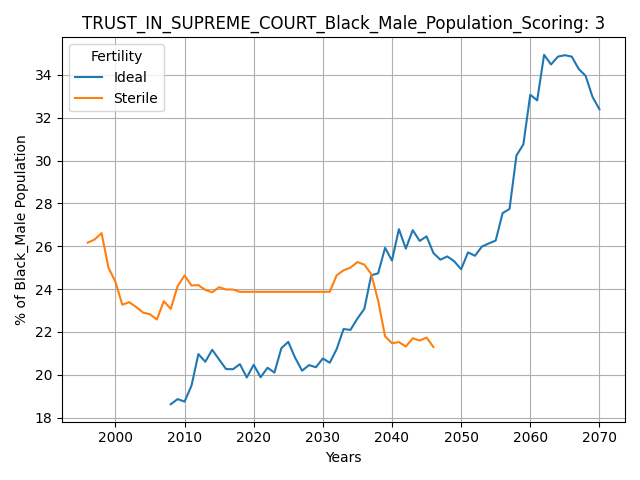 TRUST_IN_SUPREME_COURT_Black_Male_Population_Scoring: 3
Fertility
Ideal
Sterile
% of Black_Male Population
34
32
30
28
26
24
22
20
18
2000 2010 2020 2030 2040 2050 2060 2070
Years